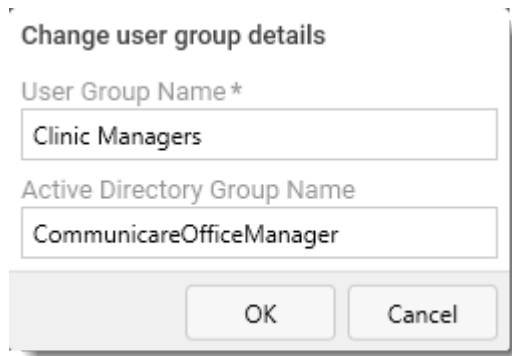 Change user group details
User Group Name*
Clinic Managers
Active Directory Group Name
CommunicareOfficeManager
OK Cancel